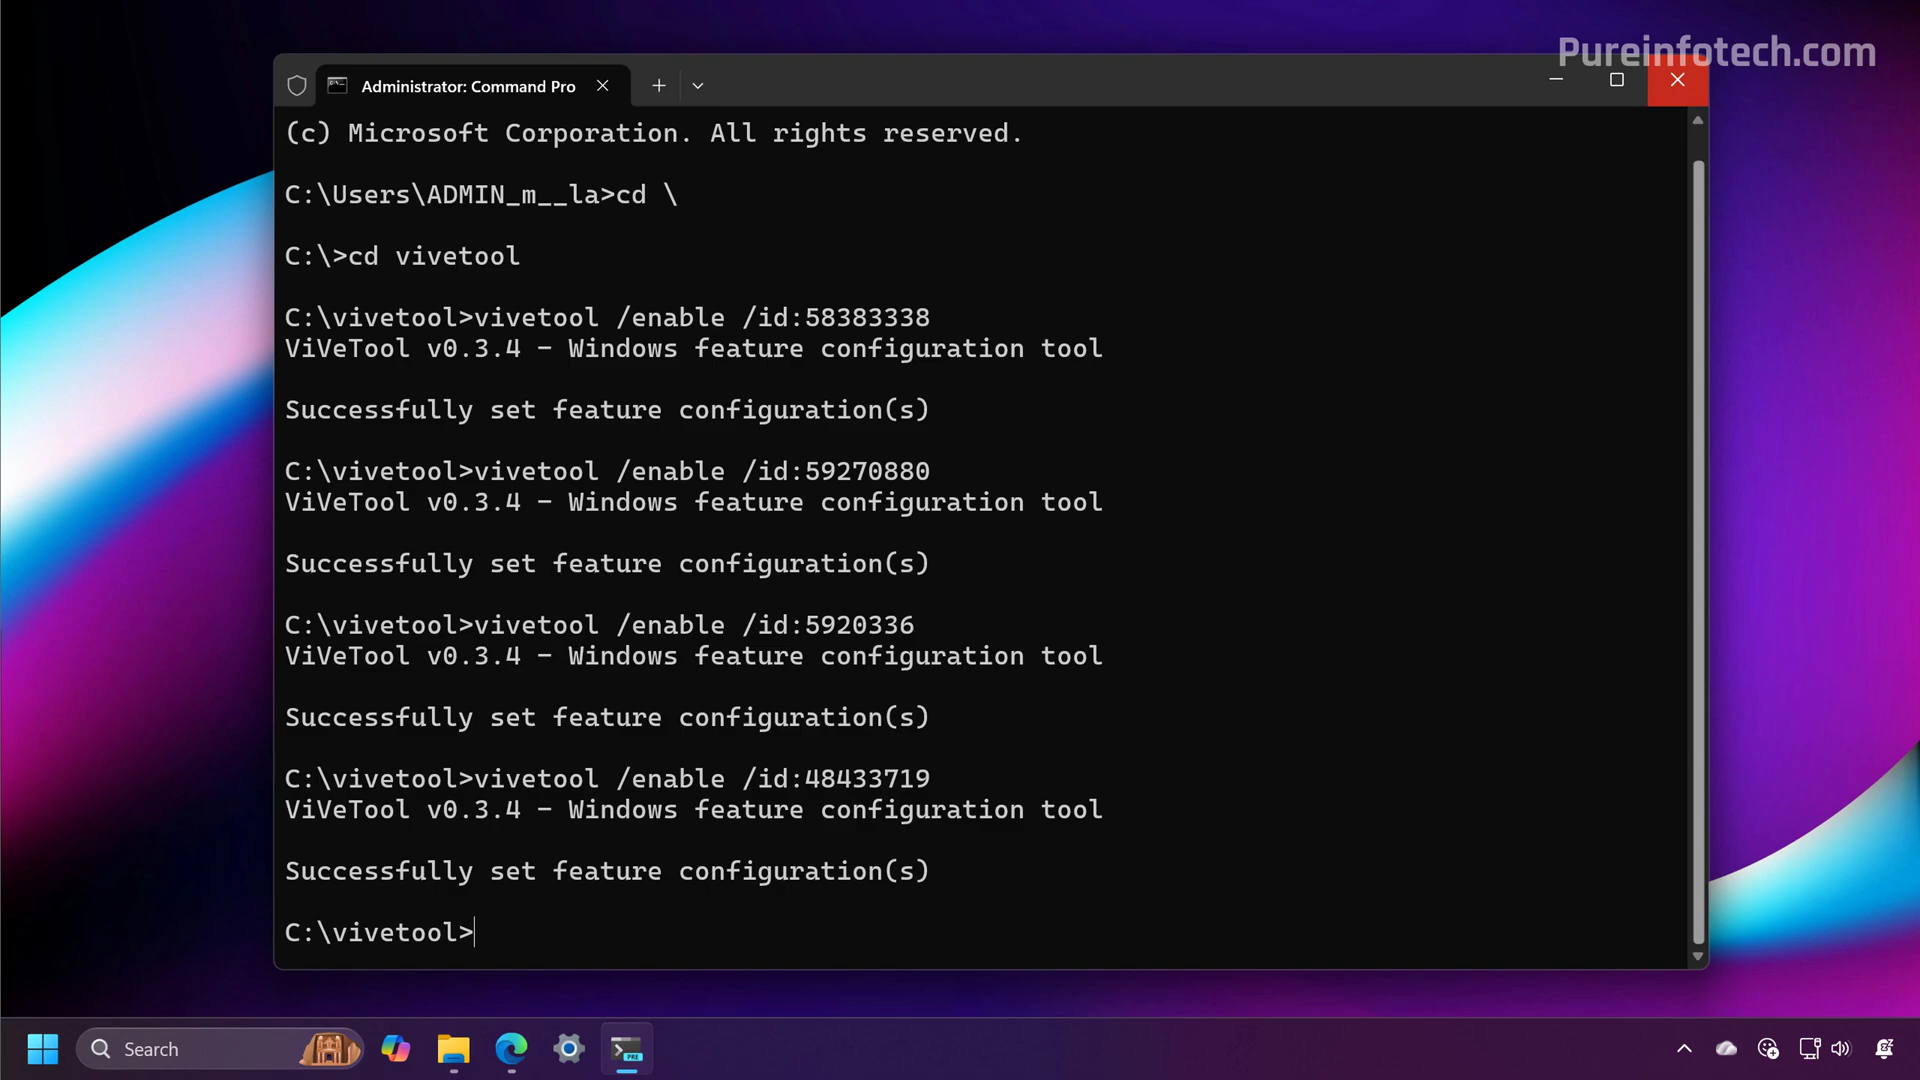 Pureinfotech.com
Administrator: Command Pro
(c) Microsoft Corporation. All rights reserved.
C:\Users\ADMIN_m__la>cd \
C:\>cd vivetool
C:\vivetool>vivetool /enable /id:58383338
ViVeTool v0.3.4 - Windows feature configuration tool
Successfully set feature configuration(s)
C:\vivetool>vivetool /enable /id:59270880
ViVeTool v0.3.4 - Windows feature configuration tool
Successfully set feature configuration(s)
C:\vivetool>vivetool /enable /id:5920336
ViVeTool v0.3.4 - Windows feature configuration tool
Successfully set feature configuration(s)
C:\vivetool>vivetool /enable /id:48433719
ViVeTool v0.3.4 - Windows feature configuration tool
Successfully set feature configuration(s)
C:\vivetool>
Search
PRE